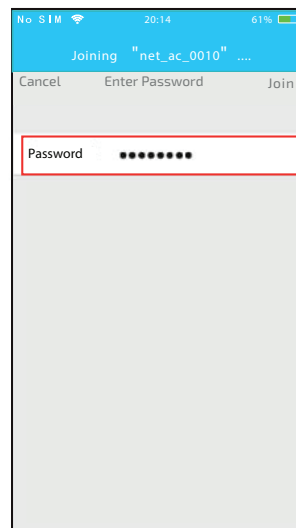 No SIM 20:14 61%
Joining "net_ac_0010" ....
Cancel Enter Password Join
Password ●●●●●●●●